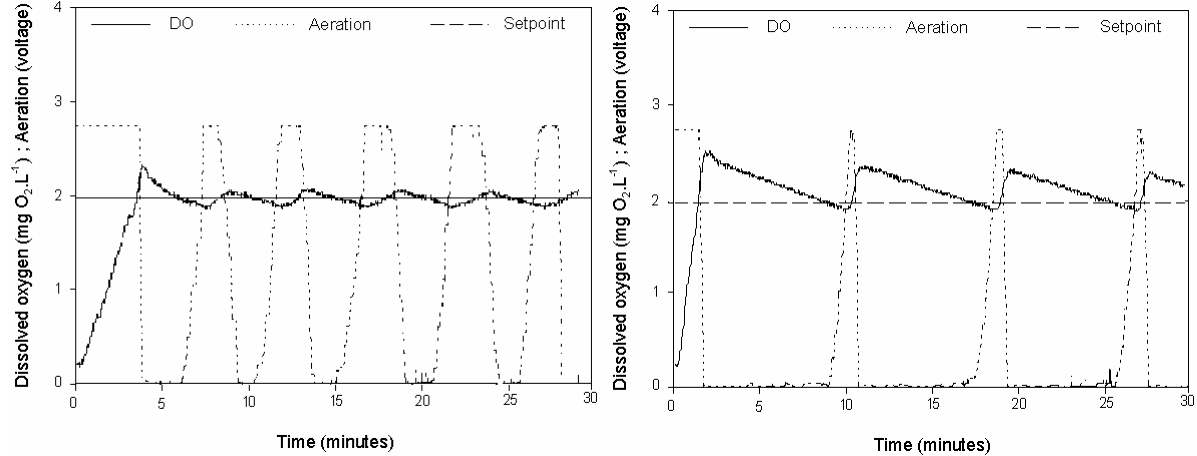 4
DO Aeration Setpoint
3
2
1
0
0 5 10 15 20 25 30
Time (minutes)
Dissolved oxygen (mg O₂.L⁻¹) ; Aeration (voltage)
4
DO Aeration Setpoint
3
2
1
0
0 5 10 15 20 25 30
Time (minutes)
Dissolved oxygen (mg O₂.L⁻¹) ; Aeration (voltage)